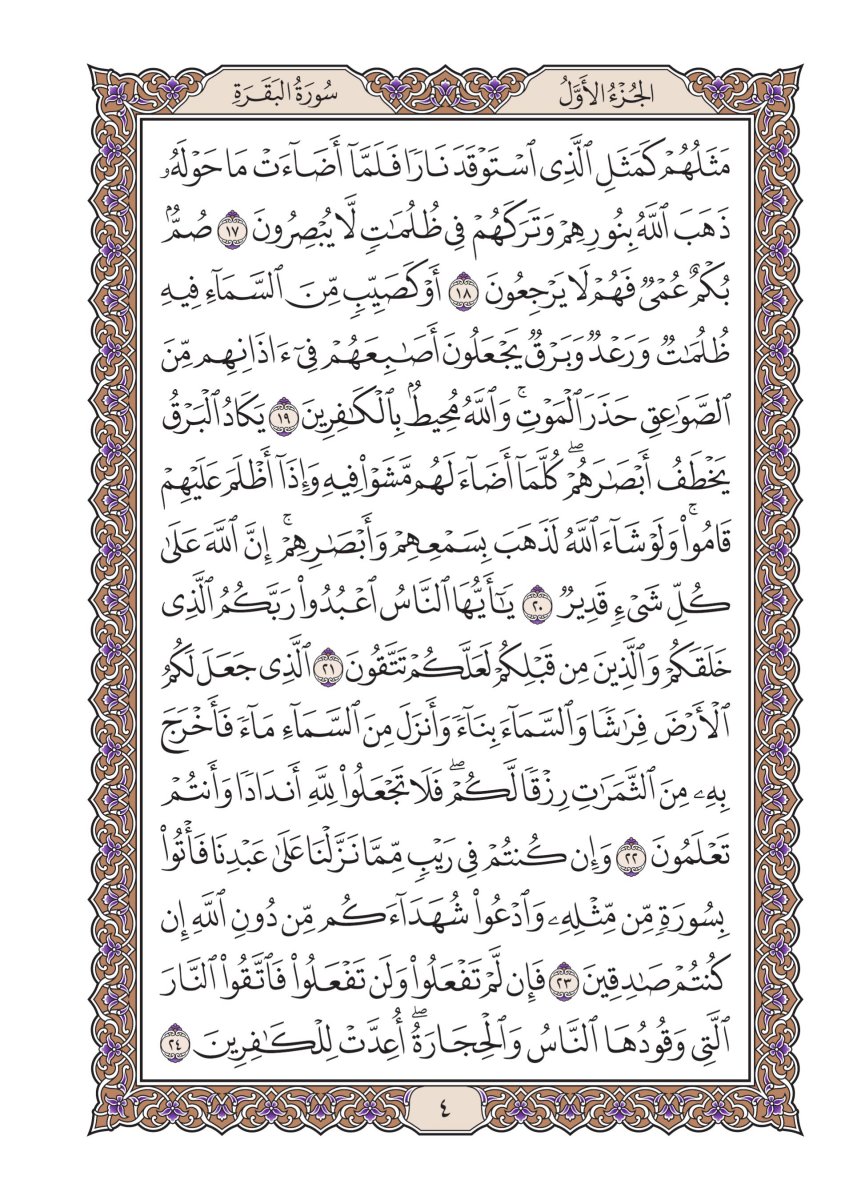 الجُزْءُ الأَوَّلُ
سُورَةُ البَقَرَةِ
مَثَلُهُمْ كَمَثَلِ ٱلَّذِى ٱسْتَوْقَدَ نَارًا فَلَمَّآ أَضَآءَتْ مَا حَوْلَهُۥ
ذَهَبَ ٱللَّهُ بِنُورِهِمْ وَتَرَكَهُمْ فِى ظُلُمَٰتٍ لَّا يُبْصِرُونَ ١٧ صُمٌّۢ
بُكْمٌ عُمْىٌ فَهُمْ لَا يَرْجِعُونَ ١٨ أَوْ كَصَيِّبٍ مِّنَ ٱلسَّمَآءِ فِيهِ
ظُلُمَٰتٌ وَرَعْدٌ وَبَرْقٌ يَجْعَلُونَ أَصَٰبِعَهُمْ فِىٓ ءَاذَانِهِم مِّنَ
ٱلصَّوَٰعِقِ حَذَرَ ٱلْمَوْتِ ۚ وَٱللَّهُ مُحِيطٌۢ بِٱلْكَٰفِرِينَ ١٩ يَكَادُ ٱلْبَرْقُ
يَخْطَفُ أَبْصَٰرَهُمْ ۖ كُلَّمَآ أَضَآءَ لَهُم مَّشَوْا۟ فِيهِ وَإِذَآ أَظْلَمَ عَلَيْهِمْ
قَامُوا۟ ۚ وَلَوْ شَآءَ ٱللَّهُ لَذَهَبَ بِسَمْعِهِمْ وَأَبْصَٰرِهِمْ ۚ إِنَّ ٱللَّهَ عَلَىٰ
كُلِّ شَىْءٍ قَدِيرٌ ٢٠ يَٰٓأَيُّهَا ٱلنَّاسُ ٱعْبُدُوا۟ رَبَّكُمُ ٱلَّذِى
خَلَقَكُمْ وَٱلَّذِينَ مِن قَبْلِكُمْ لَعَلَّكُمْ تَتَّقُونَ ٢١ ٱلَّذِى جَعَلَ لَكُمُ
ٱلْأَرْضَ فِرَٰشًا وَٱلسَّمَآءَ بِنَآءً وَأَنزَلَ مِنَ ٱلسَّمَآءِ مَآءً فَأَخْرَجَ
بِهِۦ مِنَ ٱلثَّمَرَٰتِ رِزْقًا لَّكُمْ ۖ فَلَا تَجْعَلُوا۟ لِلَّهِ أَندَادًا وَأَنتُمْ
تَعْلَمُونَ ٢٢ وَإِن كُنتُمْ فِى رَيْبٍ مِّمَّا نَزَّلْنَا عَلَىٰ عَبْدِنَا فَأْتُوا۟
بِسُورَةٍ مِّن مِّثْلِهِۦ وَٱدْعُوا۟ شُهَدَآءَكُم مِّن دُونِ ٱللَّهِ إِن
كُنتُمْ صَٰدِقِينَ ٢٣ فَإِن لَّمْ تَفْعَلُوا۟ وَلَن تَفْعَلُوا۟ فَٱتَّقُوا۟ ٱلنَّارَ
ٱلَّتِى وَقُودُهَا ٱلنَّاسُ وَٱلْحِجَارَةُ ۖ أُعِدَّتْ لِلْكَٰفِرِينَ ٢٤
٤